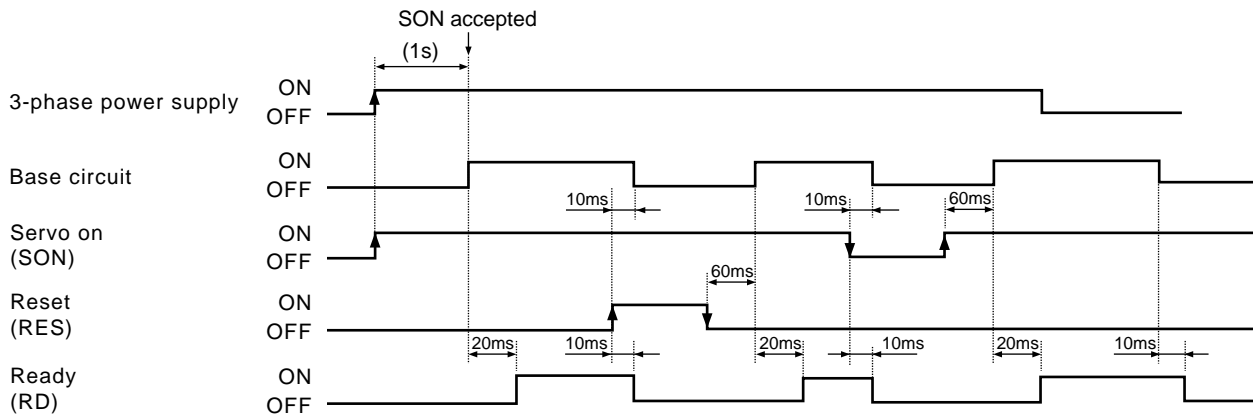 SON accepted
(1s)
3-phase power supply
ON
OFF
Base circuit
ON
OFF
10ms
10ms
60ms
Servo on
(SON)
ON
OFF
60ms
Reset
(RES)
ON
OFF
20ms
10ms
20ms
10ms
20ms
10ms
Ready
(RD)
ON
OFF